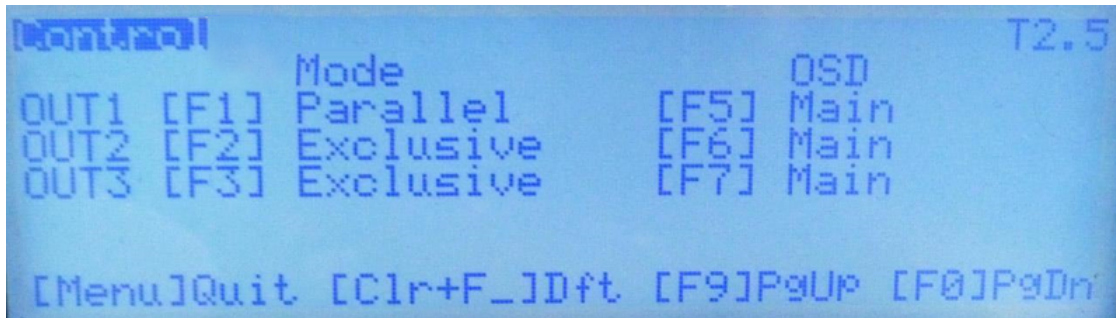 [Control] T2.5
Mode OSD
OUT1 [F1] Parallel [F5] Main
OUT2 [F2] Exclusive [F6] Main
OUT3 [F3] Exclusive [F7] Main
[Menu]Quit [Clr+F_]Dft [F9]PgUp [F0]PgDn